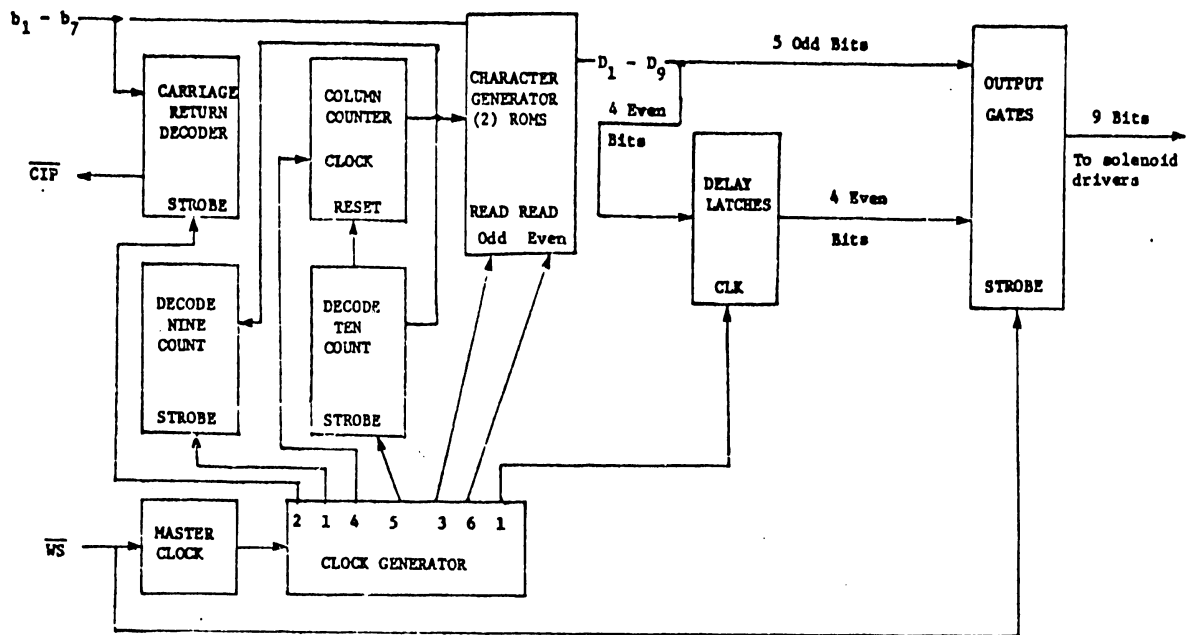 b1 - b7
CARRIAGE
RETURN
DECODER
STROBE
CIP
COLUMN
COUNTER
CLOCK
RESET
CHARACTER
GENERATOR
(2) ROMS
READ READ
Odd Even
D1 - D9
5 Odd Bits
4 Even
Bits
DELAY
LATCHES
CLK
4 Even
Bits
OUTPUT
GATES
STROBE
9 Bits
To solenoid
drivers
DECODE
NINE
COUNT
STROBE
DECODE
TEN
COUNT
STROBE
WS
MASTER
CLOCK
2 1 4 5 3 6 1
CLOCK GENERATOR